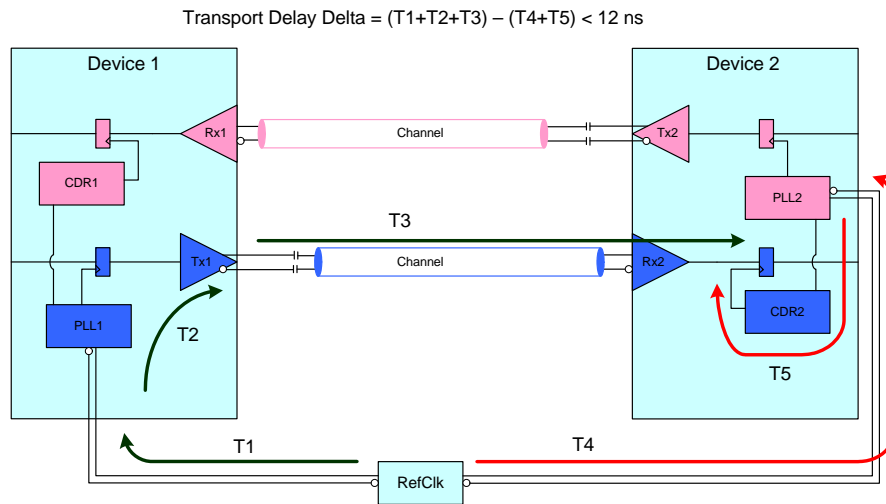 Transport Delay Delta = (T1+T2+T3) – (T4+T5) < 12 ns
Device 1
Device 2
Rx1
Channel
Tx2
CDR1
PLL2
T3
Tx1
Channel
Rx2
PLL1
T2
CDR2
T5
T1
T4
RefClk